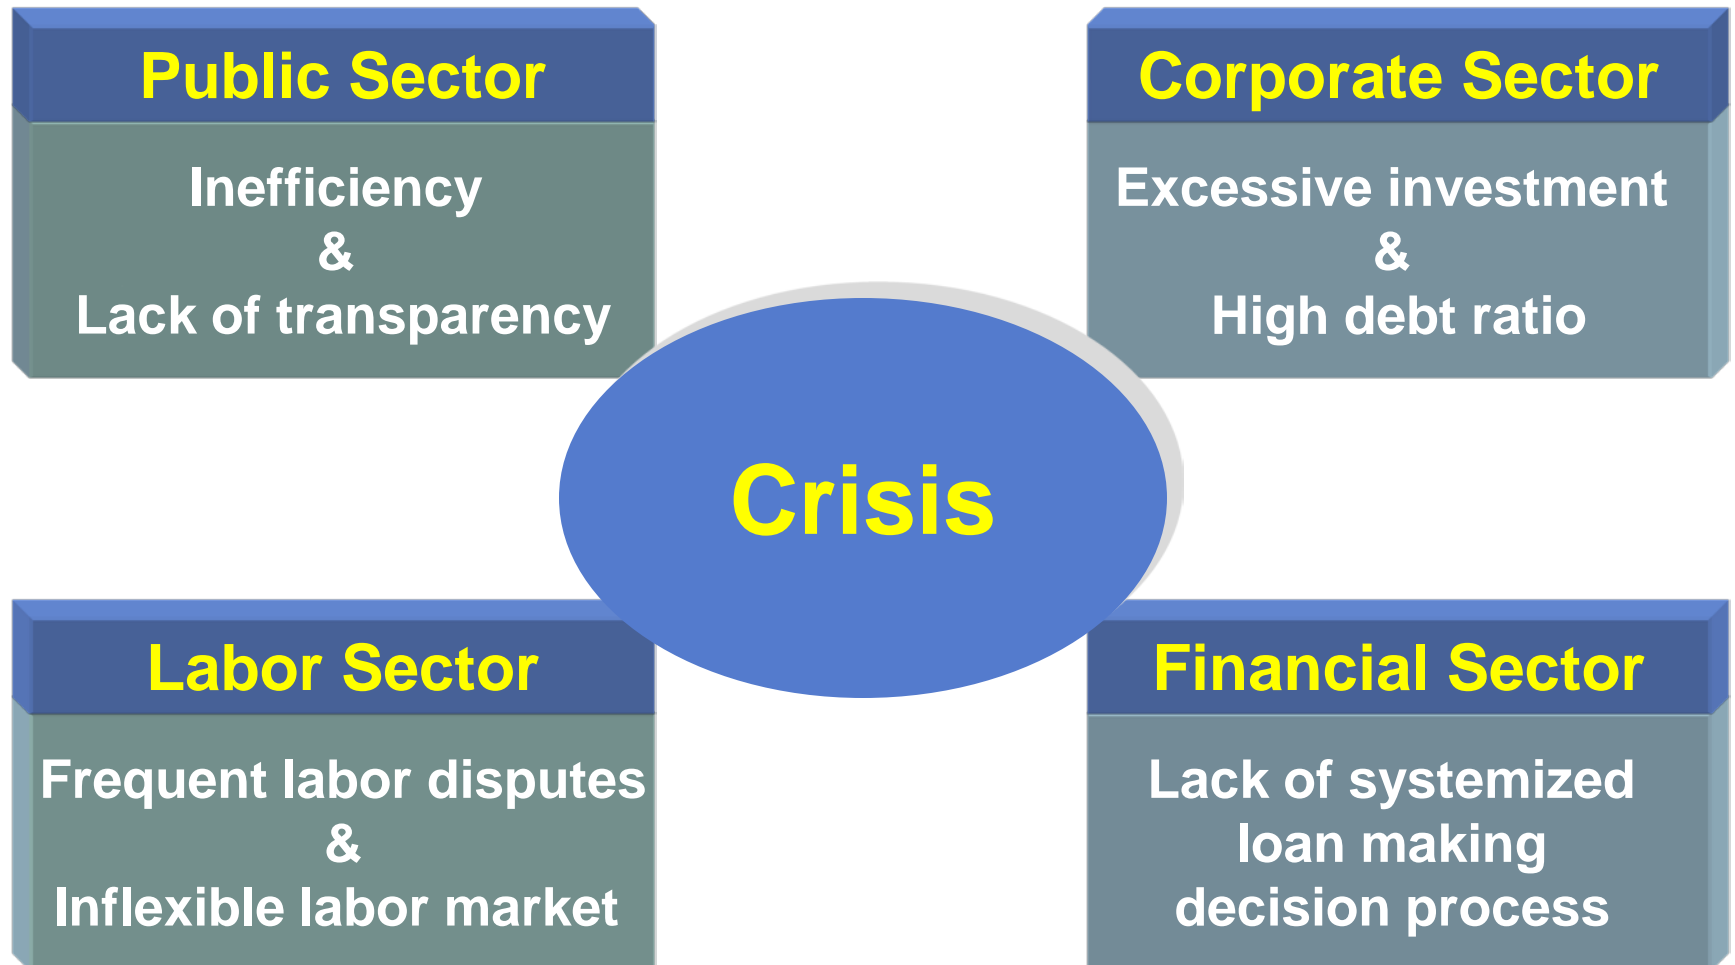 Public Sector
Inefficiency
&
Lack of transparency
Corporate Sector
Excessive investment
&
High debt ratio
Crisis
Labor Sector
Frequent labor disputes
&
Inflexible labor market
Financial Sector
Lack of systemized
loan making
decision process